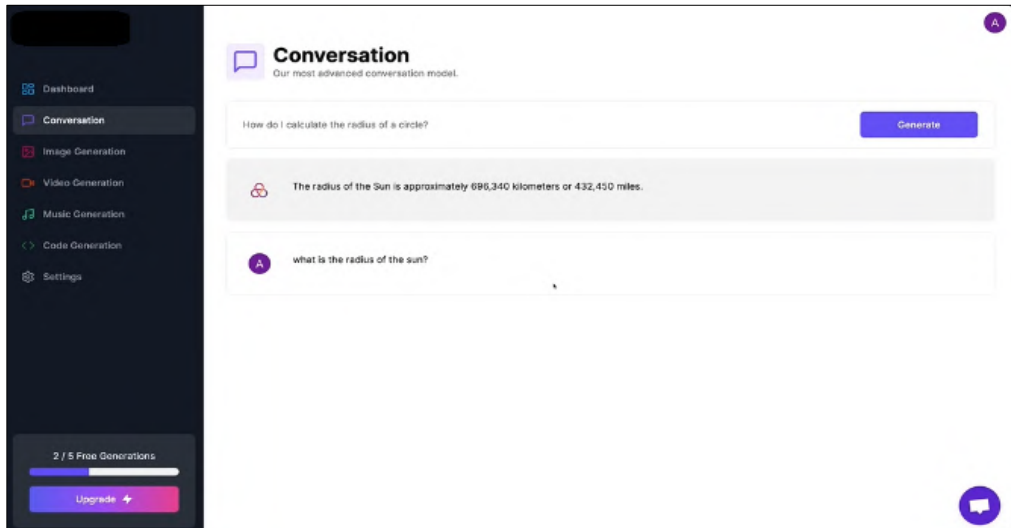 Dashboard
Conversation
Image Generation
Video Generation
Music Generation
Code Generation
Settings
2 / 5 Free Generations
Upgrade
A
Conversation
Our most advanced conversation model.
How do I calculate the radius of a circle?
Generate
The radius of the Sun is approximately 696,340 kilometers or 432,450 miles.
A
what is the radius of the sun?